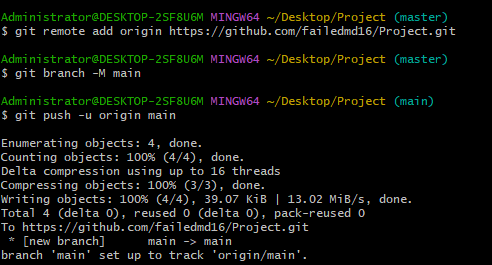 Administrator@DESKTOP-2SF8U6M MINGW64 ~/Desktop/Project (master)
$ git remote add origin https://github.com/failedmd16/Project.git
Administrator@DESKTOP-2SF8U6M MINGW64 ~/Desktop/Project (master)
$ git branch -M main
Administrator@DESKTOP-2SF8U6M MINGW64 ~/Desktop/Project (main)
$ git push -u origin main
Enumerating objects: 4, done.
Counting objects: 100% (4/4), done.
Delta compression using up to 16 threads
Compressing objects: 100% (3/3), done.
Writing objects: 100% (4/4), 39.07 KiB | 13.02 MiB/s, done.
Total 4 (delta 0), reused 0 (delta 0), pack-reused 0
To https://github.com/failedmd16/Project.git
 * [new branch]      main -> main
branch 'main' set up to track 'origin/main'.